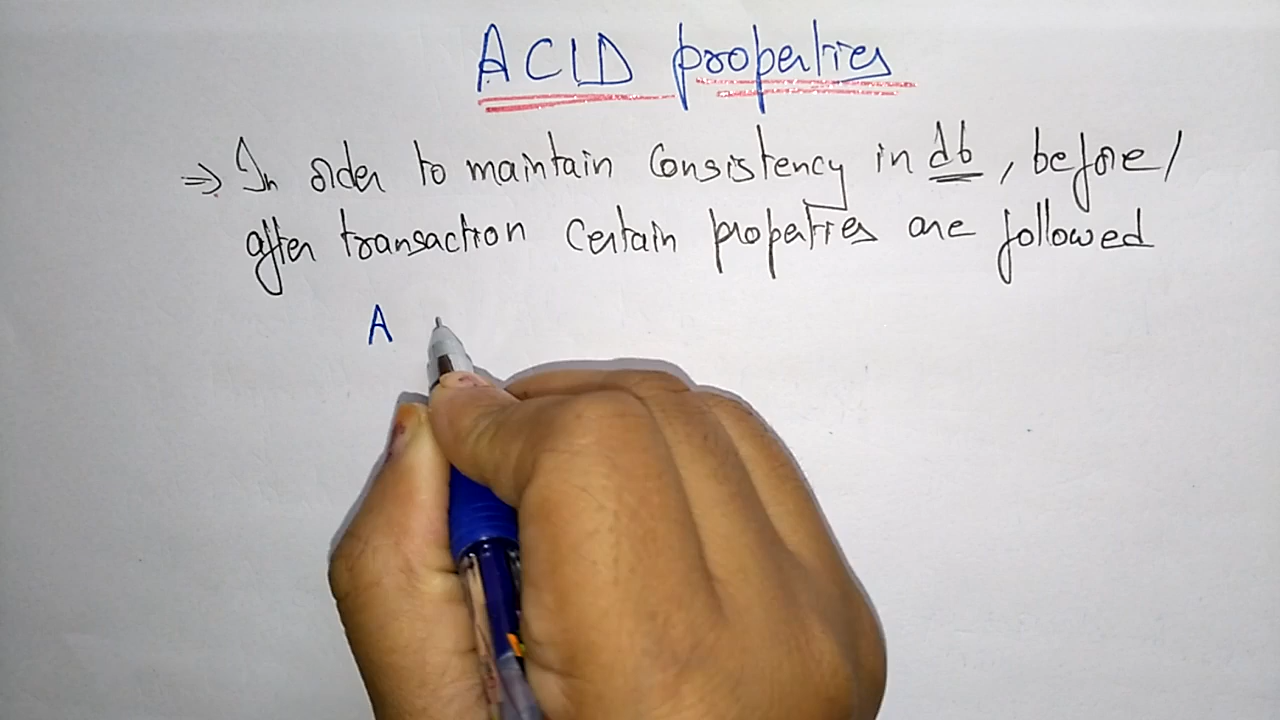 ACID properties
⇒ In order to maintain Consistency in db, before/
after transaction Certain properties are followed
A